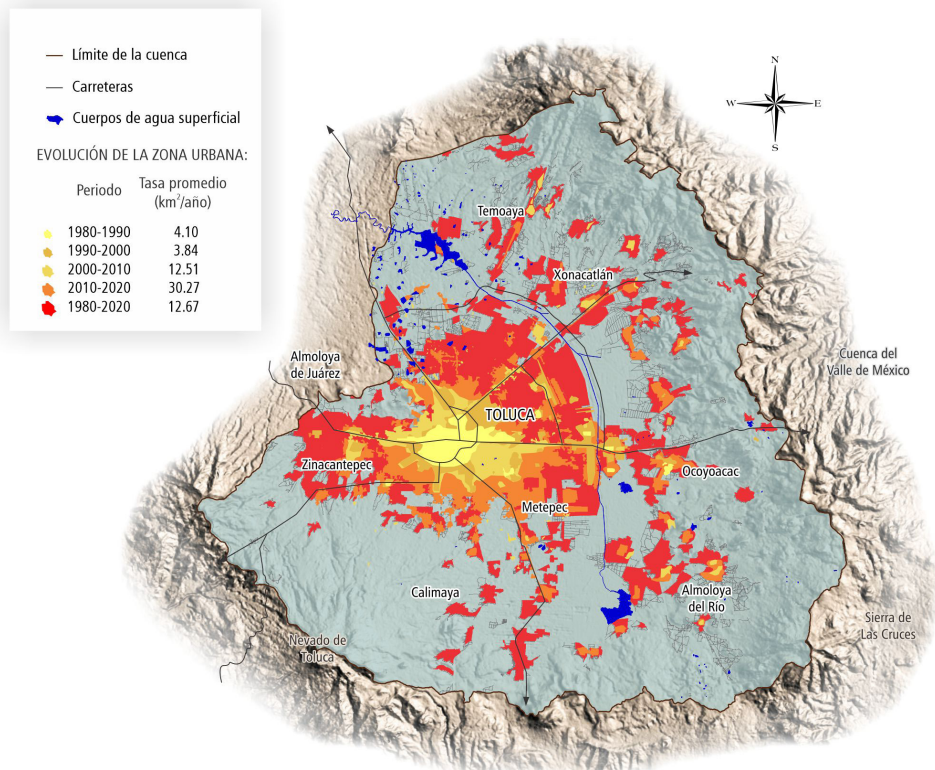 Límite de la cuenca
Carreteras
Cuerpos de agua superficial
EVOLUCIÓN DE LA ZONA URBANA:
Periodo Tasa promedio
(km²/año)
1980-1990 4.10
1990-2000 3.84
2000-2010 12.51
2010-2020 30.27
1980-2020 12.67
N
W E
S
Temoaya
Xonacatlán
Almoloya
de Juárez
Cuenca del
Valle de México
TOLUCA
Zinacantepec
Ocoyoacac
Metepec
Calimaya
Almoloya
del Río
Sierra de
Las Cruces
Nevado de
Toluca